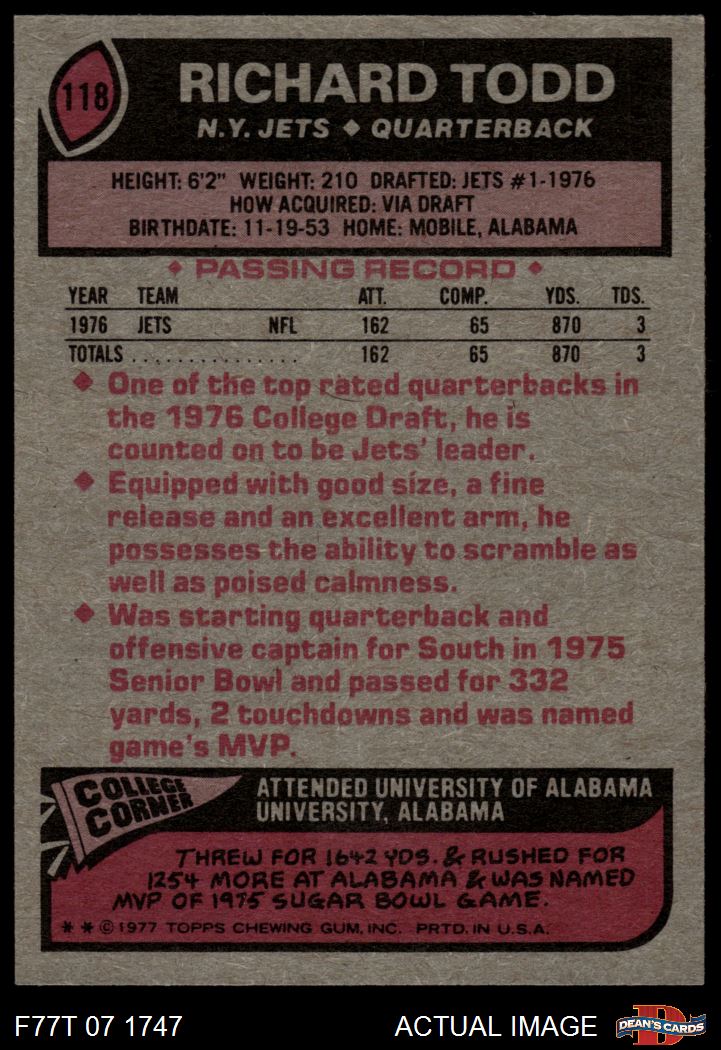 118
RICHARD TODD
N.Y. JETS ◆ QUARTERBACK
HEIGHT: 6'2" WEIGHT: 210 DRAFTED: JETS #1-1976
HOW ACQUIRED: VIA DRAFT
BIRTHDATE: 11-19-53 HOME: MOBILE, ALABAMA
◆ PASSING RECORD ◆
YEAR TEAM ATT. COMP. YDS. TDS.
1976 JETS NFL 162 65 870 3
TOTALS . . . . . . . . . . . . . . . 162 65 870 3
◆ One of the top rated quarterbacks in
the 1976 College Draft, he is
counted on to be Jets' leader.
◆ Equipped with good size, a fine
release and an excellent arm, he
possesses the ability to scramble as
well as poised calmness.
◆ Was starting quarterback and
offensive captain for South in 1975
Senior Bowl and passed for 332
yards, 2 touchdowns and was named
game's MVP.
COLLEGE
CORNER
ATTENDED UNIVERSITY OF ALABAMA
UNIVERSITY, ALABAMA
THREW FOR 1642 YDS. & RUSHED FOR
1254 MORE AT ALABAMA & WAS NAMED
MVP OF 1975 SUGAR BOWL GAME.
* * © 1977 TOPPS CHEWING GUM, INC. PRTD. IN U.S.A.
F77T 07 1747
ACTUAL IMAGE
D
DEAN'S CARDS